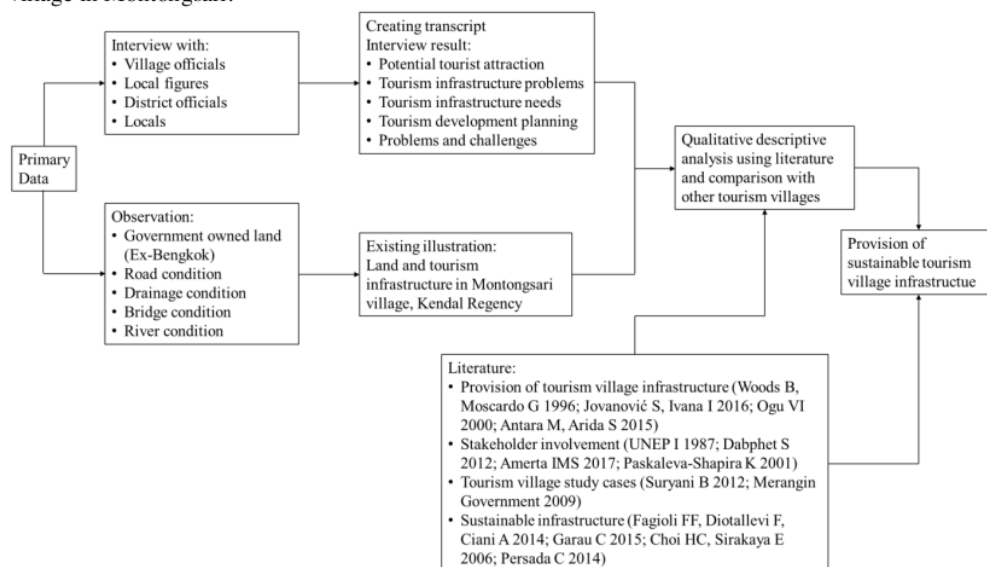 village in Montongsari.
Primary
Data
Interview with:
• Village officials
• Local figures
• District officials
• Locals
Creating transcript
Interview result:
• Potential tourist attraction
• Tourism infrastructure problems
• Tourism infrastructure needs
• Tourism development planning
• Problems and challenges
Observation:
• Government owned land
(Ex-Bengkok)
• Road condition
• Drainage condition
• Bridge condition
• River condition
Existing illustration:
Land and tourism
infrastructure in Montongsari
village, Kendal Regency
Qualitative descriptive
analysis using literature
and comparison with
other tourism villages
Provision of
sustainable tourism
village infrastructue
Literature:
• Provision of tourism village infrastructure (Woods B,
Moscardo G 1996; Jovanović S, Ivana I 2016; Ogu VI
2000; Antara M, Arida S 2015)
• Stakeholder involvement (UNEP I 1987; Dabphet S
2012; Amerta IMS 2017; Paskaleva-Shapira K 2001)
• Tourism village study cases (Suryani B 2012; Merangin
Government 2009)
• Sustainable infrastructure (Fagioli FF, Diotallevi F,
Ciani A 2014; Garau C 2015; Choi HC, Sirakaya E
2006; Persada C 2014)